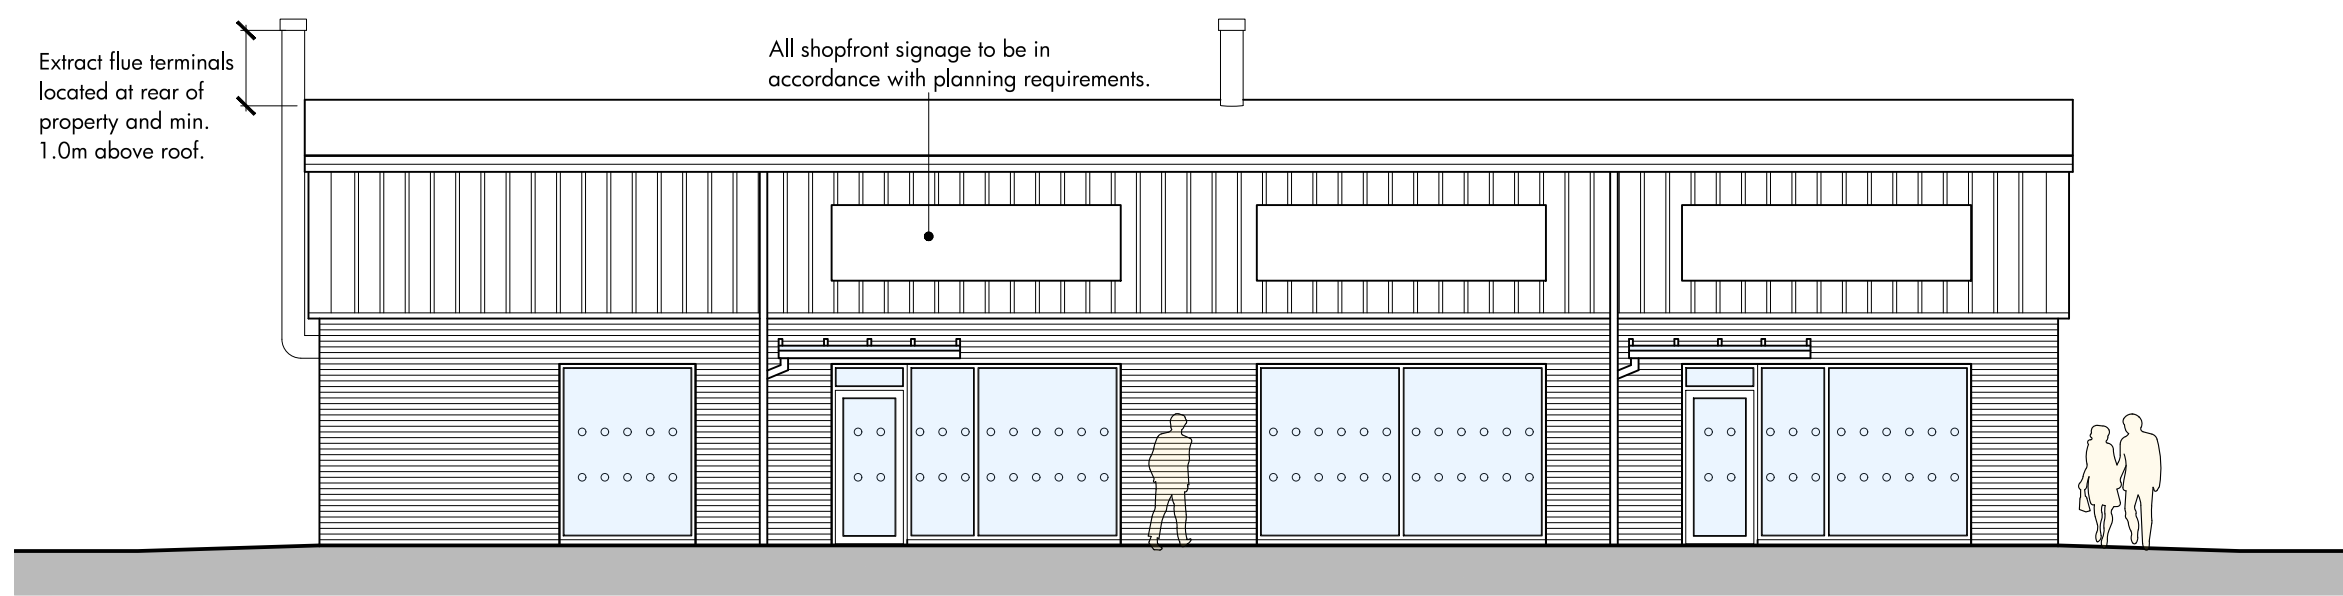 Extract flue terminals
located at rear of
property and min.
1.0m above roof.
All shopfront signage to be in
accordance with planning requirements.